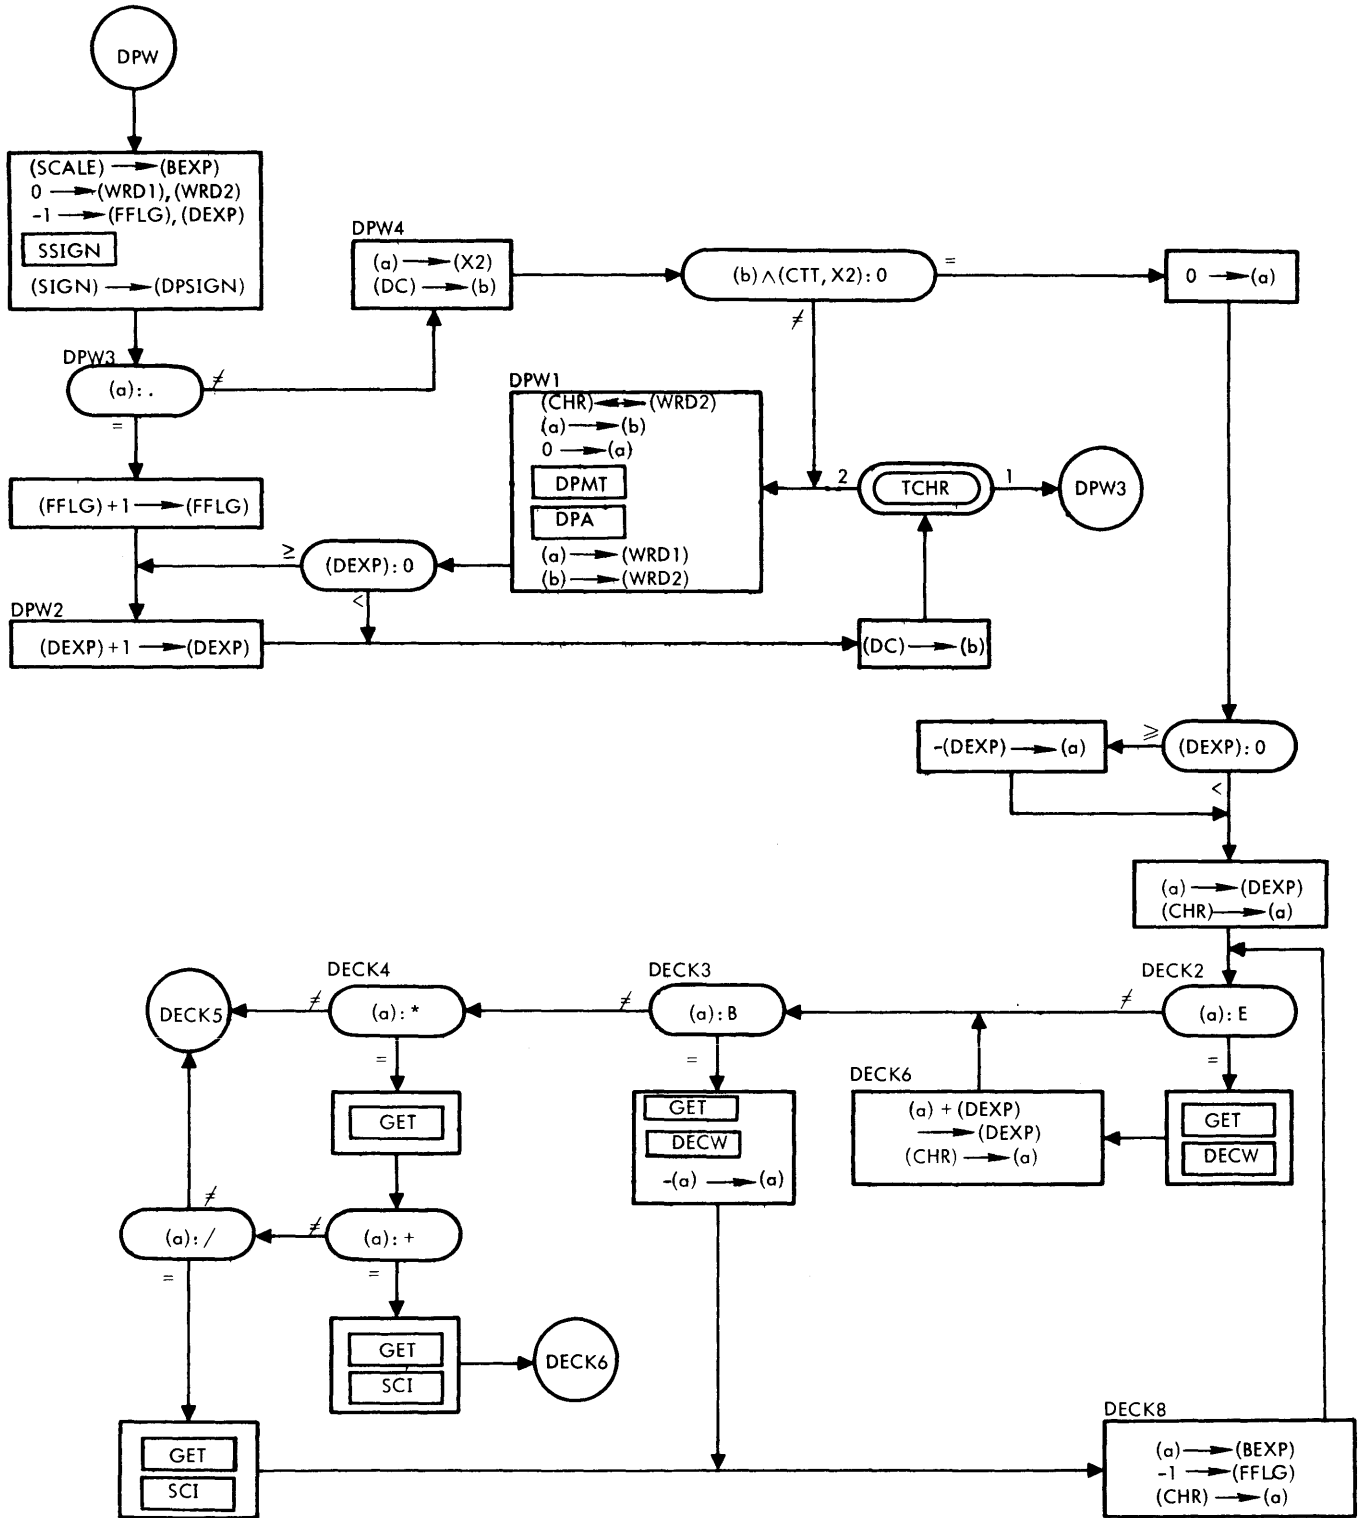 DPW
(SCALE) → (BEXP)
0 → (WRD1), (WRD2)
-1 → (FFLG), (DEXP)
SSIGN
(SIGN) → (DPSIGN)
DPW3
(a): .
≠
=
(FFLG)+1 → (FFLG)
DPW2
(DEXP)+1 → (DEXP)
DPW4
(a) → (X2)
(DC) → (b)
(b)∧(CTT, X2): 0
=
≠
0 → (a)
DPW1
(CHR) ↔ (WRD2)
(a) → (b)
0 → (a)
DPMT
DPA
(a) → (WRD1)
(b) → (WRD2)
2
TCHR
1
DPW3
≥
(DEXP): 0
<
(DC) → (b)
-(DEXP) → (a)
≥
(DEXP): 0
<
(a) → (DEXP)
(CHR) → (a)
DECK2
(a): E
≠
=
GET
DECW
DECK6
(a) + (DEXP)
→ (DEXP)
(CHR) → (a)
DECK3
(a): B
≠
=
GET
DECW
-(a) → (a)
DECK4
(a): *
≠
=
DECK5
GET
(a): +
≠
=
(a): /
≠
=
GET
SCI
DECK6
GET
SCI
DECK8
(a) → (BEXP)
-1 → (FFLG)
(CHR) → (a)